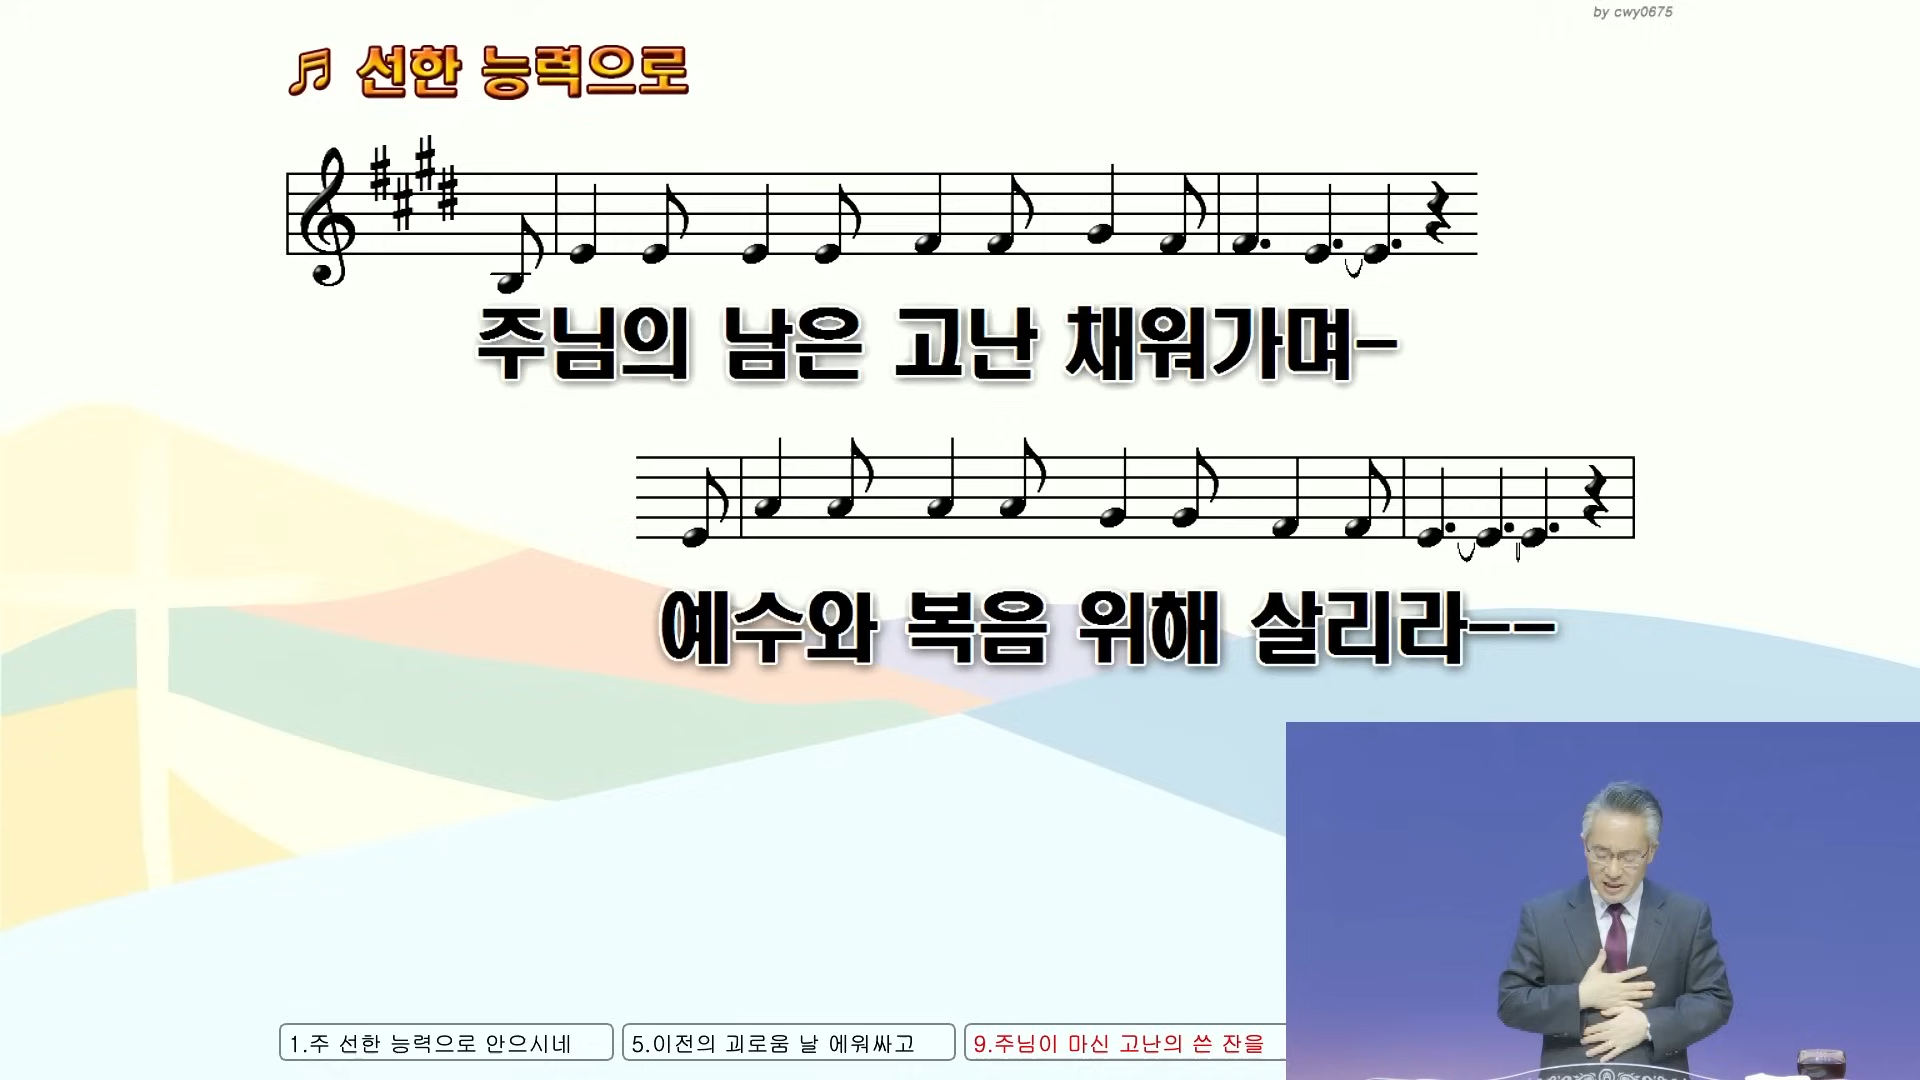 by cwy0675
선한 능력으로
주님의 남은 고난 채워가며-
예수와 복음 위해 살리라--
1.주 선한 능력으로 안으시네
5.이전의 괴로움 날 에워싸고
9.주님이 마신 고난의 쓴 잔을